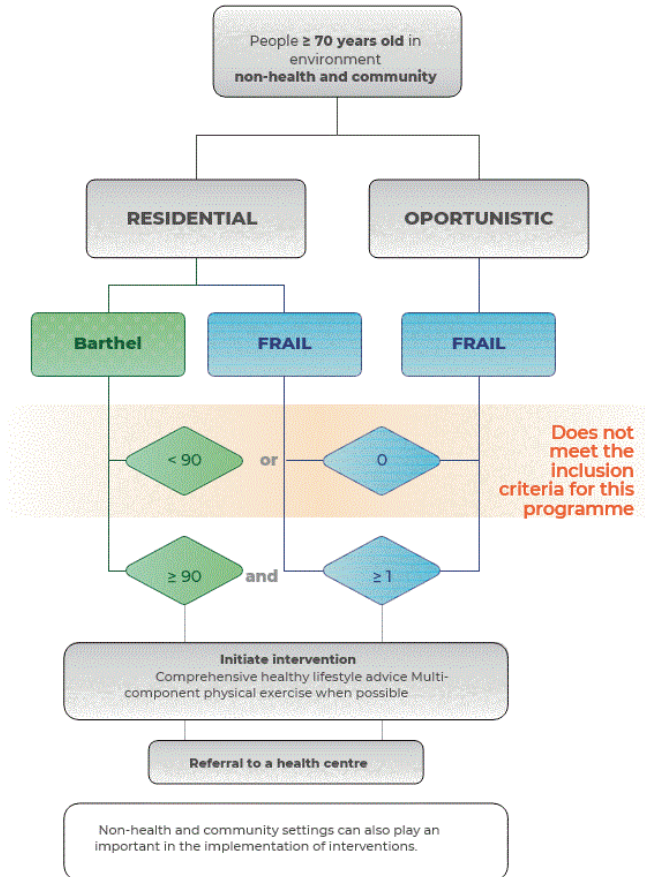 People ≥ 70 years old in
environment
non-health and community
RESIDENTIAL
OPORTUNISTIC
Barthel
FRAIL
FRAIL
< 90
or
0
Does not
meet the
inclusion
criteria for this
programme
≥ 90
and
≥ 1
Initiate intervention
Comprehensive healthy lifestyle advice Multi-
component physical exercise when possible
Referral to a health centre
Non-health and community settings can also play an
important in the implementation of interventions.